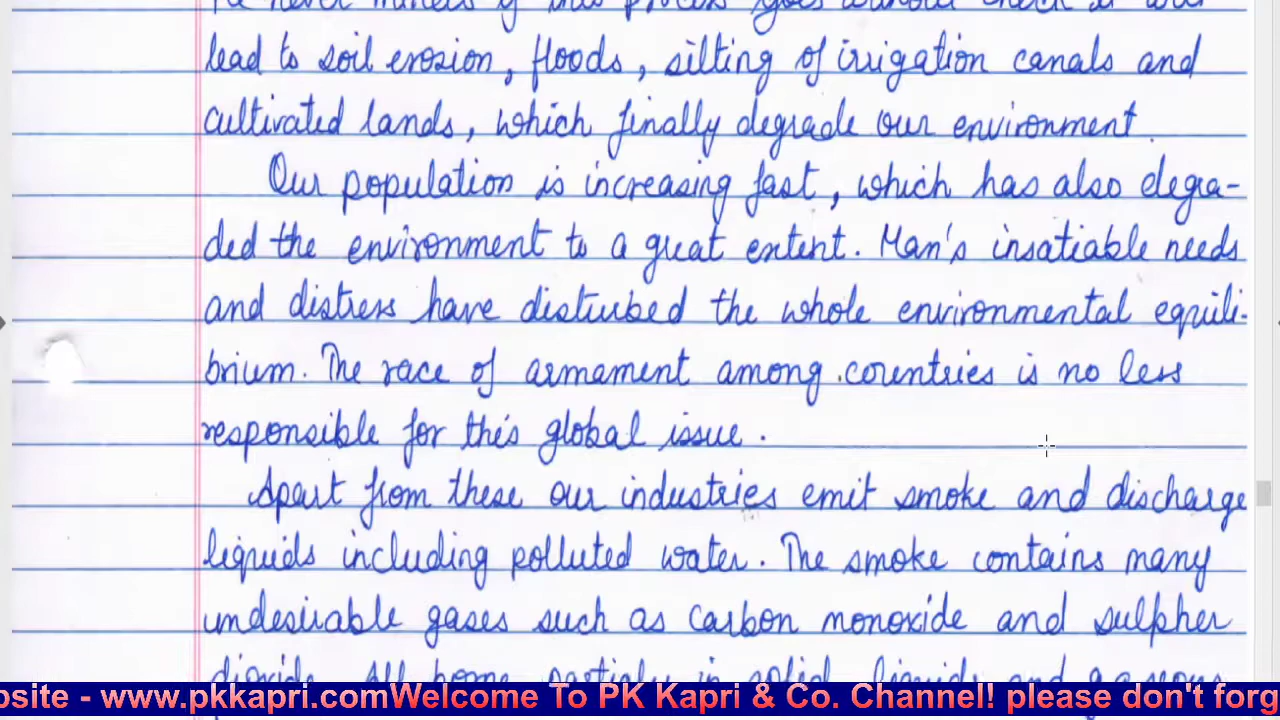 lead to soil erosion, floods, silting of irrigation canals and
cultivated lands, which finally degrade our environment.
Our population is increasing fast, which has also degra-
ded the environment to a great extent. Man's insatiable needs
and distress have disturbed the whole environmental equili-
brium. The race of armament among countries is no less
responsible for this global issue.
Apart from these our industries emit smoke and discharge
liquids including polluted water. The smoke contains many
undesirable gases such as carbon monoxide and sulpher
bsite - www.pkkapri.comWelcome To PK Kapri & Co. Channel! please don't forg